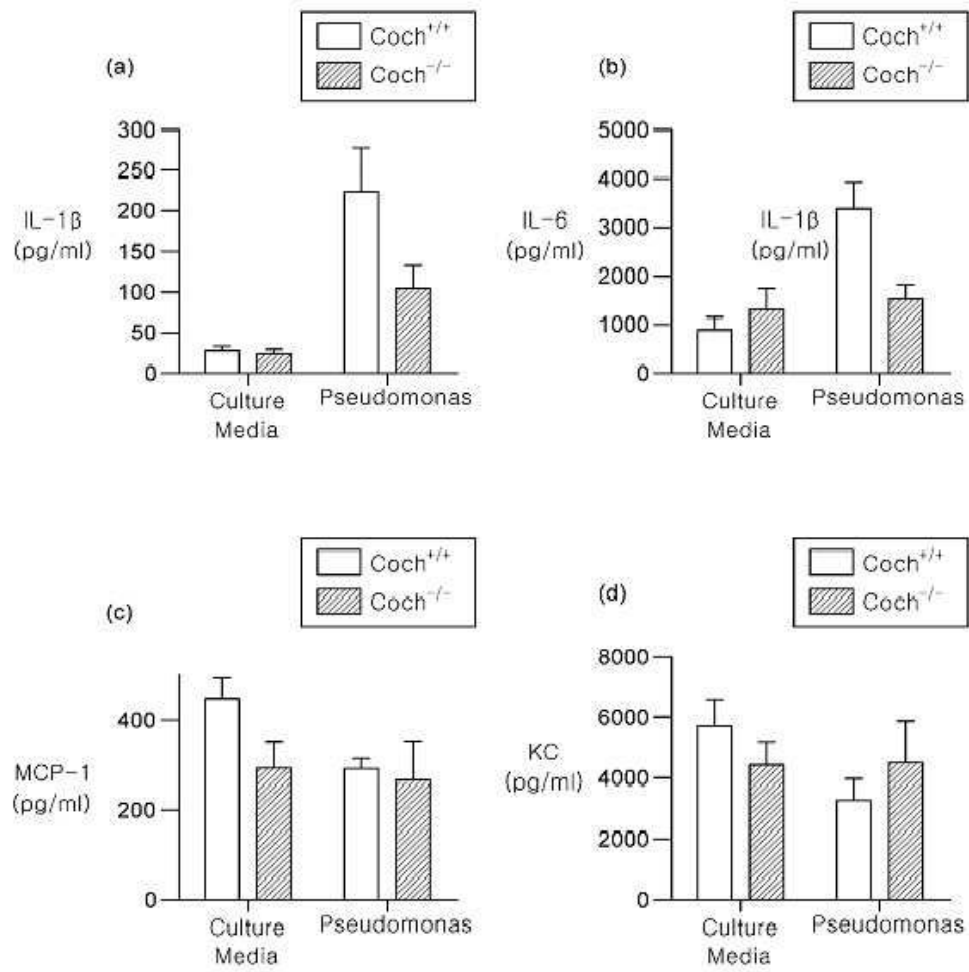 (a)
Coch+/+
Coch−/−
300
250
200
150
100
50
0
IL−1β
(pg/ml)
Culture
Media
Pseudomonas
(b)
Coch+/+
Coch−/−
5000
4000
3000
2000
1000
0
IL−6
(pg/ml)
IL−1β
(pg/ml)
Culture
Media
Pseudomonas
(c)
Coch+/+
Coch−/−
400
200
0
MCP−1
(pg/ml)
Culture
Media
Pseudomonas
(d)
Coch+/+
Coch−/−
8000
6000
4000
2000
0
KC
(pg/ml)
Culture
Media
Pseudomonas